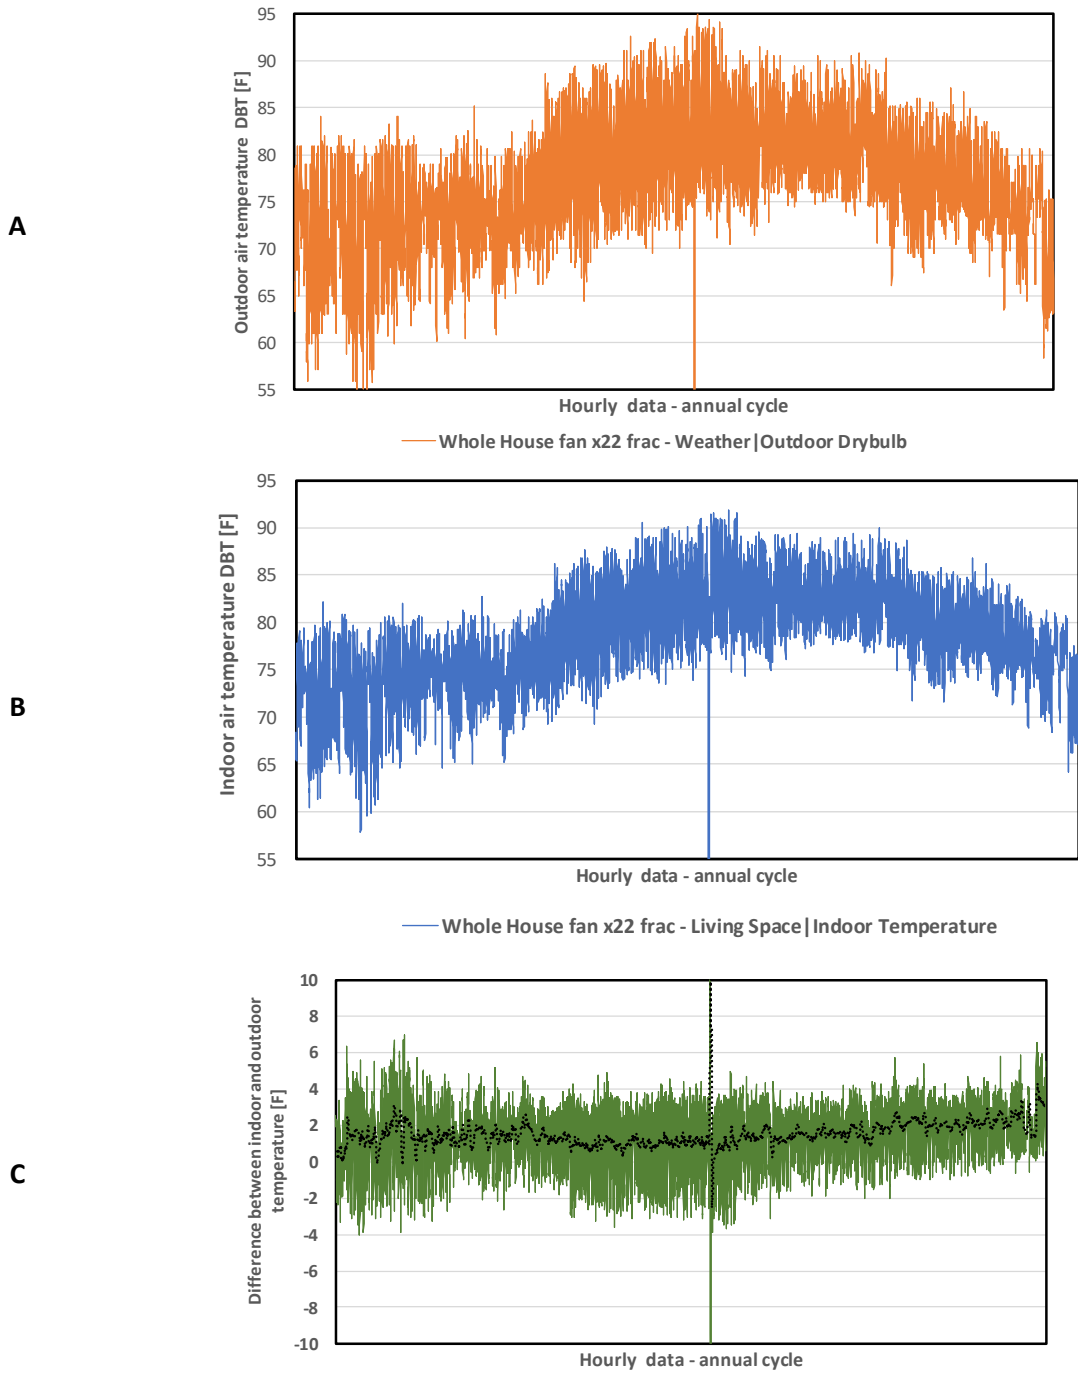 A
Outdoor air temperature DBT [F]
95
90
85
80
75
70
65
60
55
Hourly data - annual cycle
Whole House fan x22 frac - Weather|Outdoor Drybulb
B
Indoor air temperature DBT [F]
95
90
85
80
75
70
65
60
55
Hourly data - annual cycle
Whole House fan x22 frac - Living Space|Indoor Temperature
C
Difference between indoor and outdoor
temperature [F]
10
8
6
4
2
0
-2
-4
-6
-8
-10
Hourly data - annual cycle